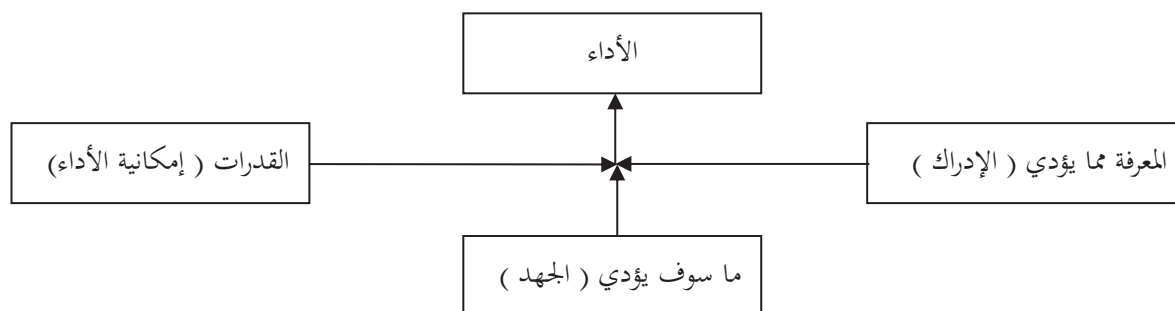 الأداء
المعرفة مما يؤدي ( الإدراك )
القدرات ( إمكانية الأداء)
ما سوف يؤدي ( الجهد )